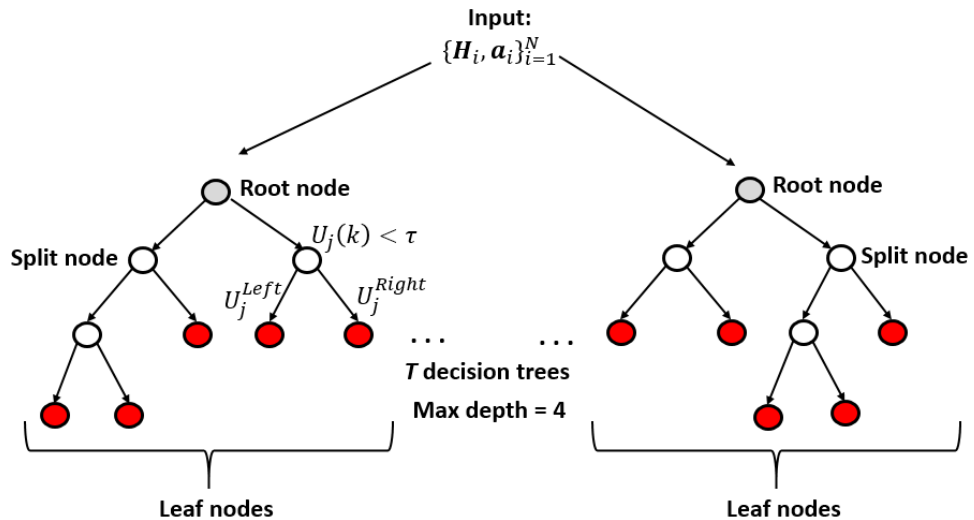 Input:
{H_i, a_i}_{i=1}^N
Root node
Root node
U_j(k) < τ
Split node
Split node
U_j^{Left}
U_j^{Right}
... ...
T decision trees
Max depth = 4
Leaf nodes
Leaf nodes